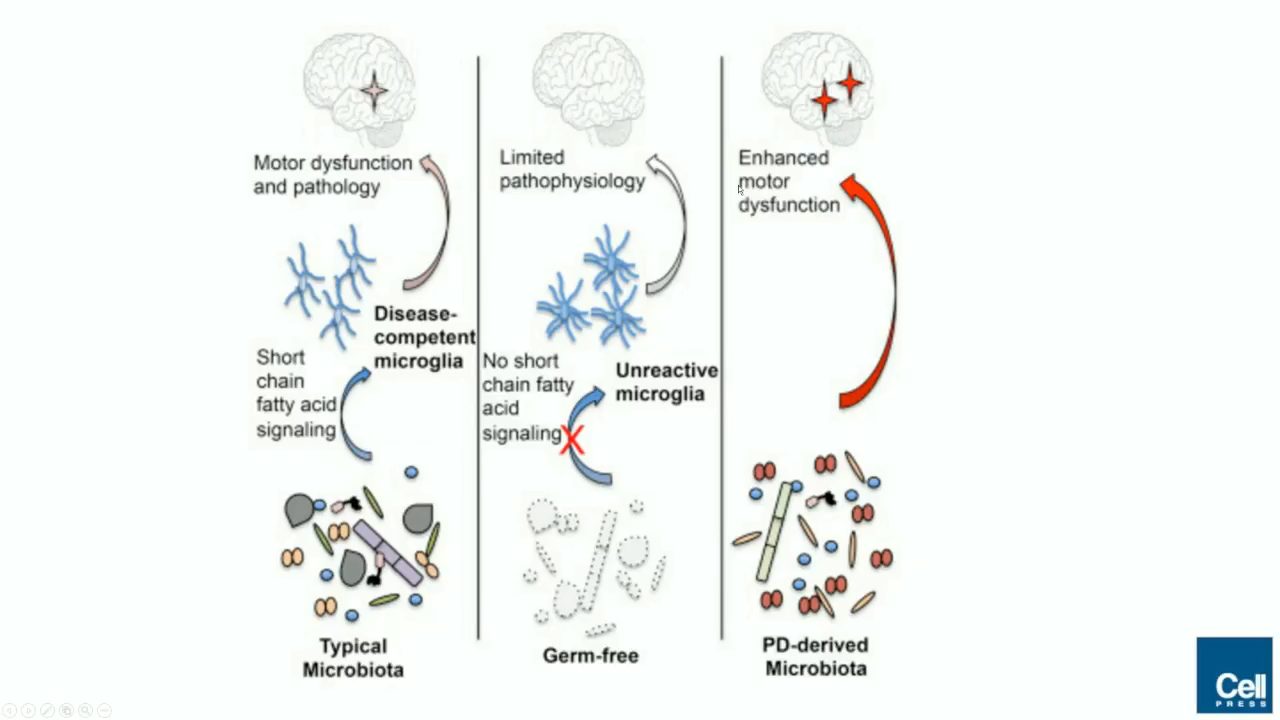 Motor dysfunction
and pathology
Disease-
competent
microglia
Short
chain
fatty acid
signaling
Typical
Microbiota
Limited
pathophysiology
No short
chain fatty
acid
signaling
X
Unreactive
microglia
Germ-free
Enhanced
motor
dysfunction
PD-derived
Microbiota
Cell
PRESS